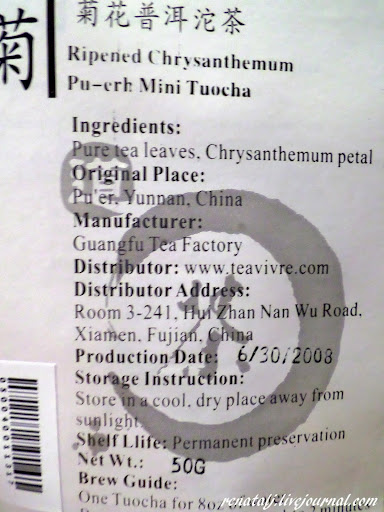 菊花普洱沱茶
菊
Ripened Chrysanthemum
Pu-erh Mini Tuocha
Ingredients:
Pure tea leaves, Chrysanthemum petal
Original Place:
Pu'er, Yunnan, China
Manufacturer:
Guangfu Tea Factory
Distributor: www.teavivre.com
Distributor Address:
Room 3-241, Hui Zhan Nan Wu Road,
Xiamen, Fujian, China
Production Date: 6/30/2008
Storage Instruction:
Store in a cool, dry place away from
sunlight.
Shelf Llife: Permanent preservation
Net Wt.: 50G
Brew Guide:
One Tuocha for 8oz
minutes
renatafj.livejournal.com